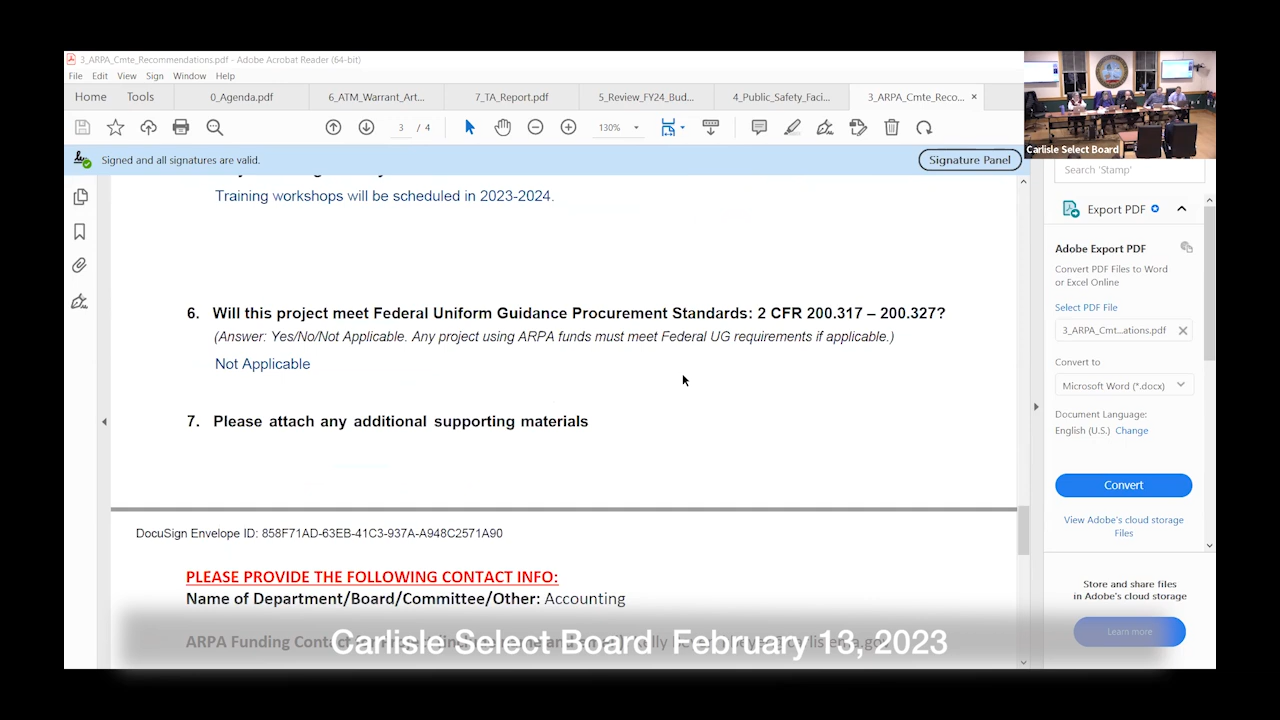 3_ARPA_Cmte_Recommendations.pdf - Adobe Acrobat Reader (64-bit)
File Edit View Sign Window Help
Home Tools 0_Agenda.pdf 6_ATM_Warrant_Art... 7_TA_Report.pdf 5_Review_FY24_Bud... 4_Public_Safety_Faci... 3_ARPA_Cmte_Reco... ×
3 / 4 130%
Carlisle Select Board
Signed and all signatures are valid. Signature Panel
Search 'Stamp'
Training workshops will be scheduled in 2023-2024.
6. Will this project meet Federal Uniform Guidance Procurement Standards: 2 CFR 200.317 – 200.327?
(Answer: Yes/No/Not Applicable. Any project using ARPA funds must meet Federal UG requirements if applicable.)
Not Applicable
7. Please attach any additional supporting materials
DocuSign Envelope ID: 858F71AD-63EB-41C3-937A-A948C2571A90
PLEASE PROVIDE THE FOLLOWING CONTACT INFO:
Name of Department/Board/Committee/Other: Accounting
ARPA Funding Contact
Carlisle Select Board February 13, 2023
Export PDF
Adobe Export PDF
Convert PDF Files to Word
or Excel Online
Select PDF File
3_ARPA_Cmt...ations.pdf
Convert to
Microsoft Word (*.docx)
Document Language:
English (U.S.) Change
Convert
View Adobe's cloud storage
Files
Store and share files
in Adobe's cloud storage
Learn more